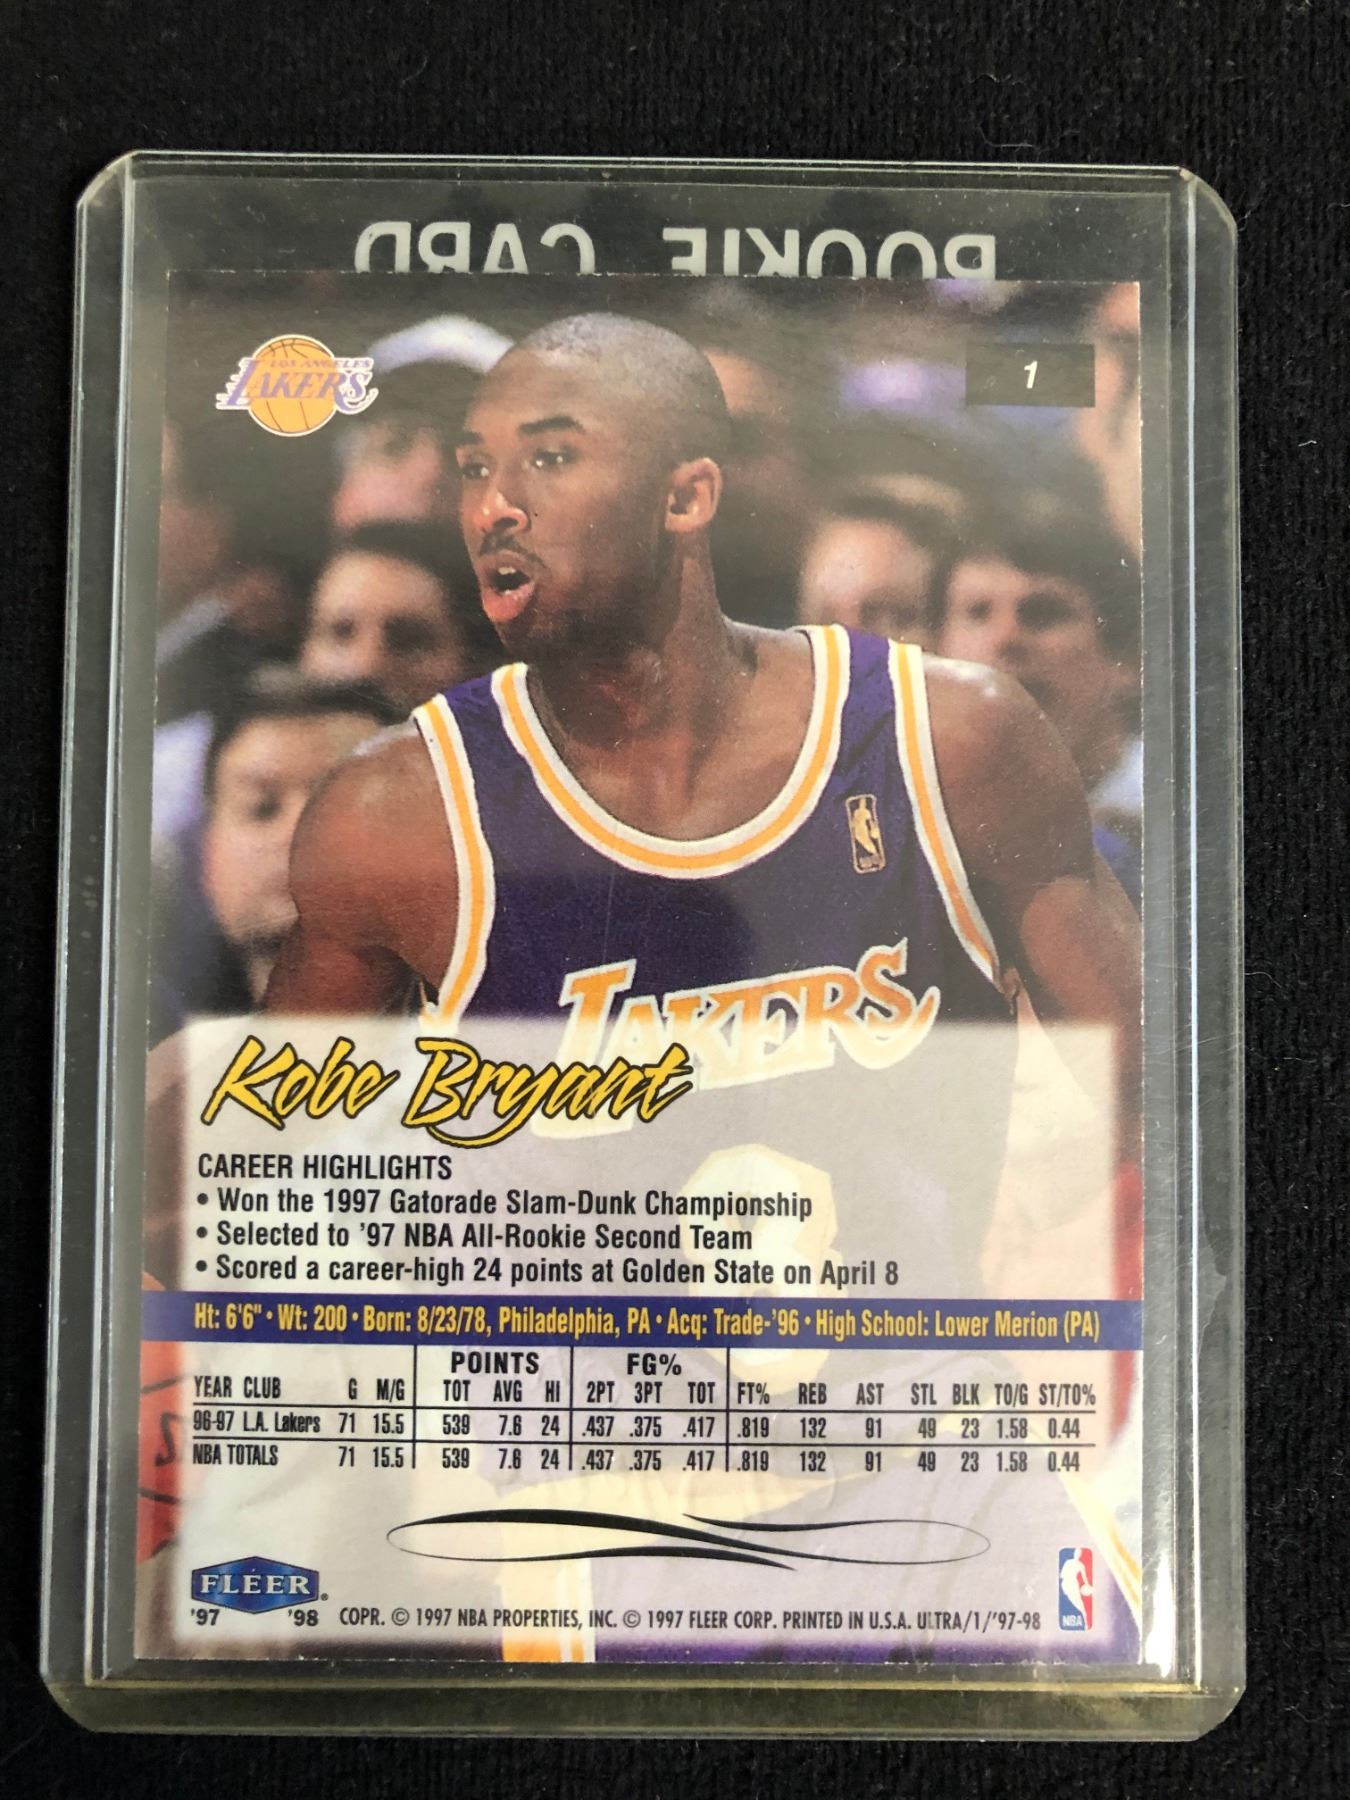 ROOKIE CARD
LOS ANGELES
LAKERS
1
LAKERS
8
Kobe Bryant
CAREER HIGHLIGHTS
• Won the 1997 Gatorade Slam-Dunk Championship
• Selected to '97 NBA All-Rookie Second Team
• Scored a career-high 24 points at Golden State on April 8
Ht: 6'6" • Wt: 200 • Born: 8/23/78, Philadelphia, PA • Acq: Trade-'96 • High School: Lower Merion (PA)
POINTS FG%
YEAR CLUB G M/G TOT AVG HI 2PT 3PT TOT FT% REB AST STL BLK TO/G ST/TO%
96-97 L.A. Lakers 71 15.5 539 7.6 24 .437 .375 .417 .819 132 91 49 23 1.58 0.44
NBA TOTALS 71 15.5 539 7.6 24 .437 .375 .417 .819 132 91 49 23 1.58 0.44
FLEER®
'97 '98 COPR. © 1997 NBA PROPERTIES, INC. © 1997 FLEER CORP. PRINTED IN U.S.A. ULTRA/1/'97-98
NBA